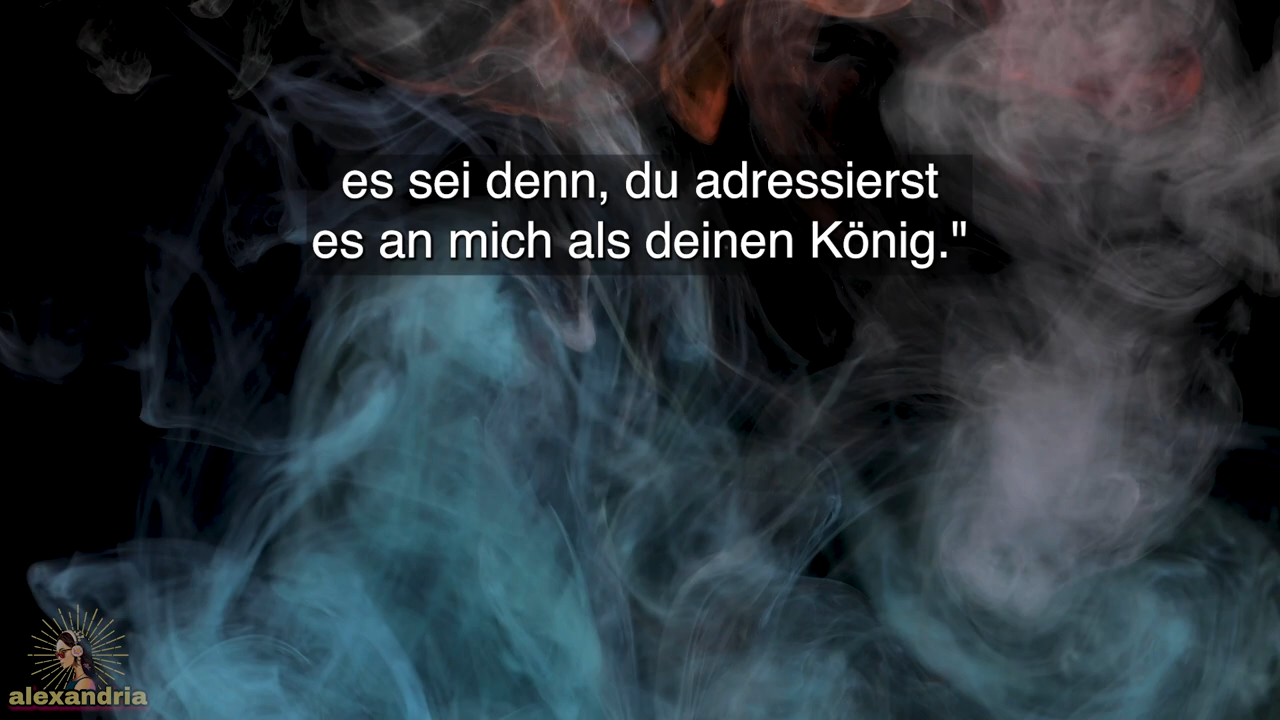 es sei denn, du adressierst
es an mich als deinen König."
alexandria